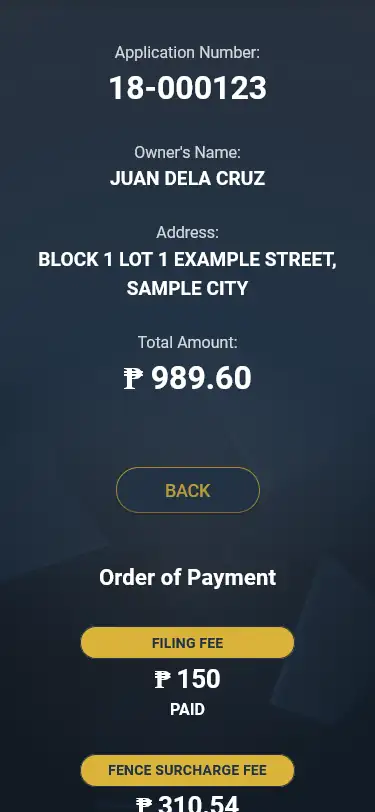 Application Number:
18-000123
Owner's Name:
JUAN DELA CRUZ
Address:
BLOCK 1 LOT 1 EXAMPLE STREET,
SAMPLE CITY
Total Amount:
₱ 989.60
BACK
Order of Payment
FILING FEE
₱ 150
PAID
FENCE SURCHARGE FEE
₱ 310.54